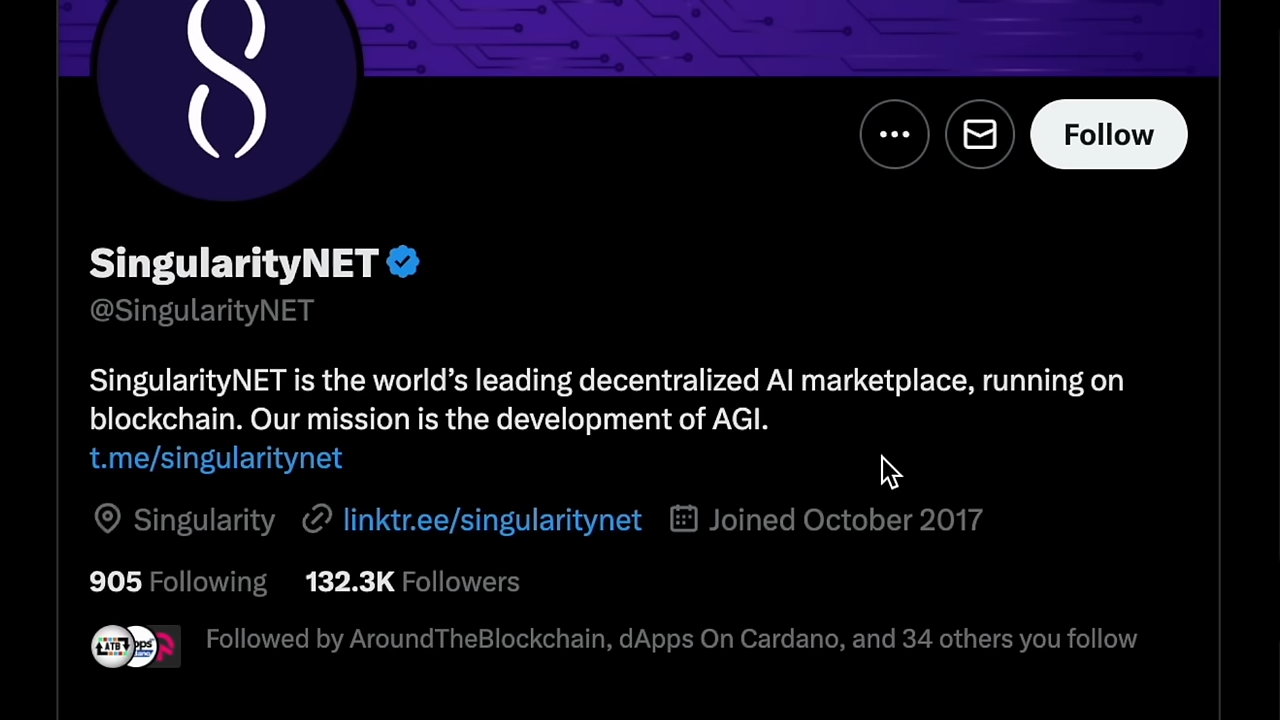 Follow
SingularityNET
@SingularityNET
SingularityNET is the world’s leading decentralized AI marketplace, running on
blockchain. Our mission is the development of AGI.
t.me/singularitynet
Singularity linktr.ee/singularitynet Joined October 2017
905 Following 132.3K Followers
ATB
Followed by AroundTheBlockchain, dApps On Cardano, and 34 others you follow